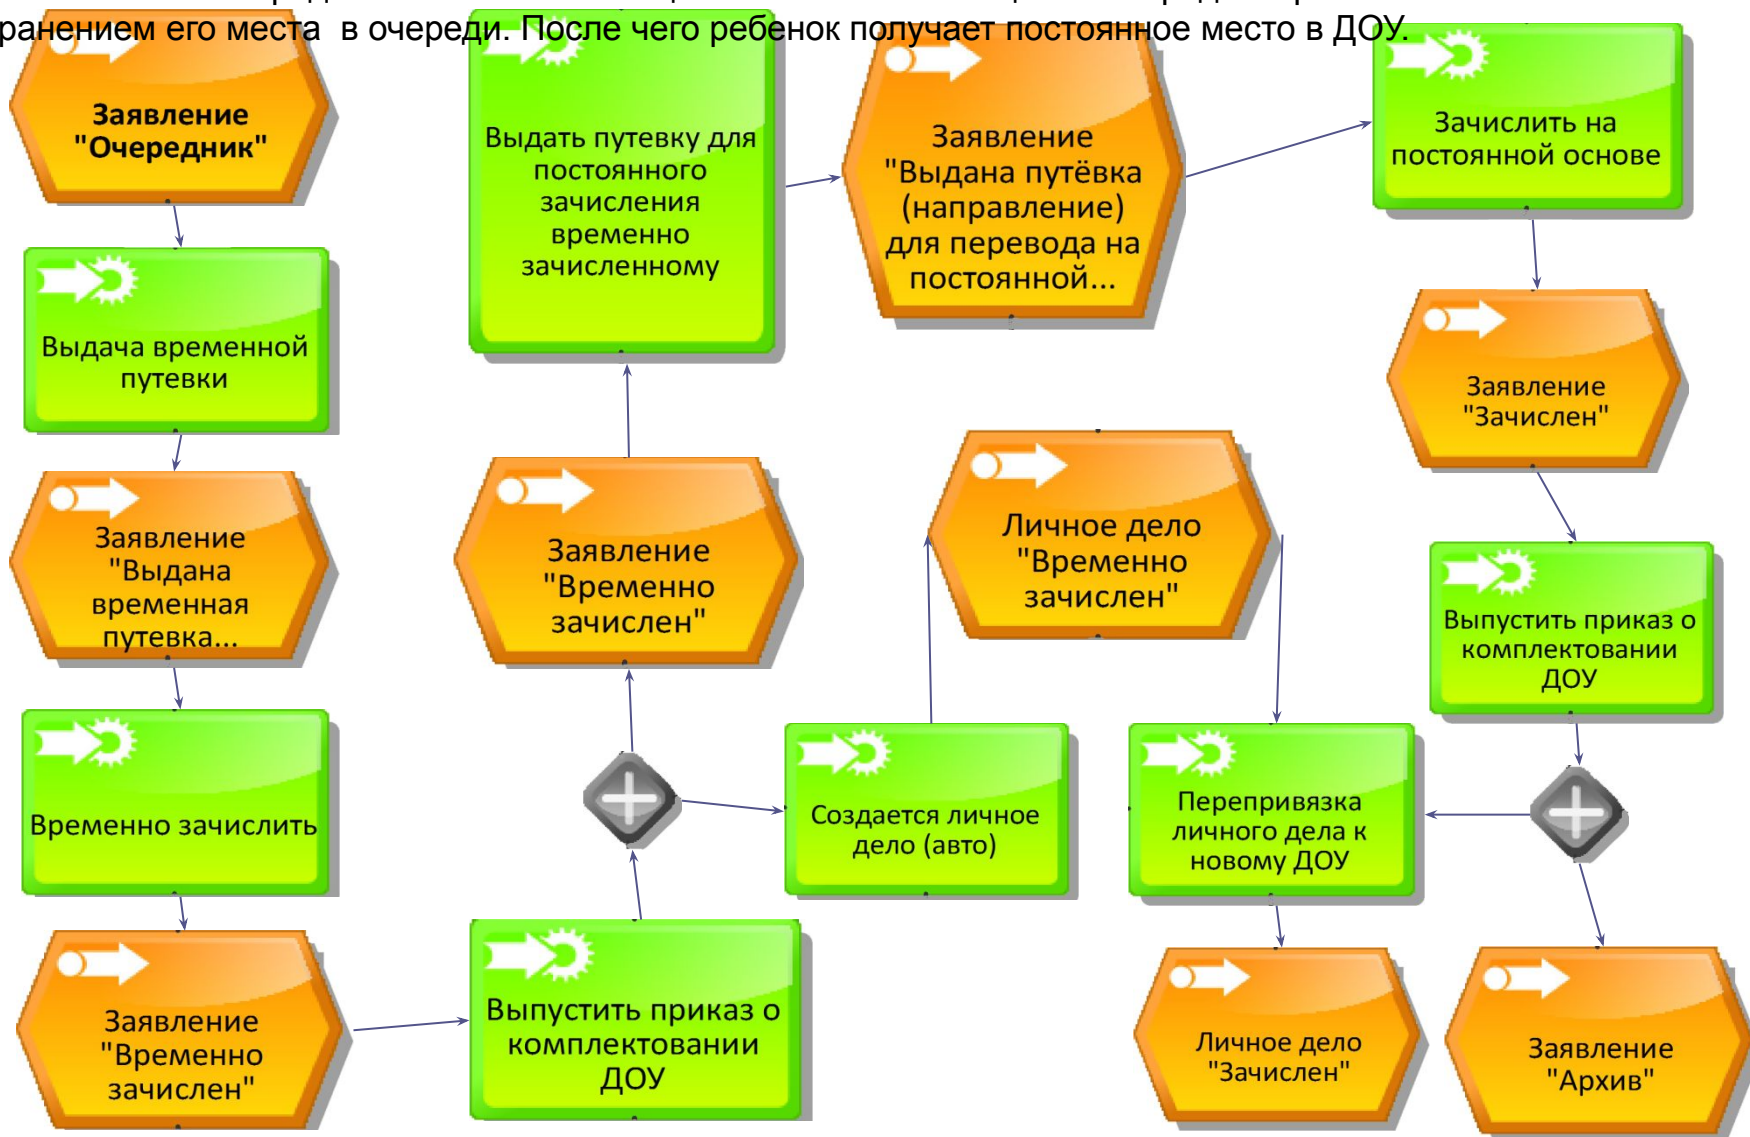 ранением его места в очереди. После чего ребенок получает постоянное место в ДОУ.
Заявление
"Очередник"
Выдача временной
путевки
Заявление
"Выдана
временная
путевка...
Временно зачислить
Заявление
"Временно
зачислен"
Выпустить приказ о
комплектовании
ДОУ
Заявление
"Временно
зачислен"
Выдать путевку для
постоянного
зачисления
временно
зачисленному
Заявление
"Выдана путёвка
(направление)
для перевода на
постоянной...
Зачислить на
постоянной основе
Заявление
"Зачислен"
Выпустить приказ о
комплектовании
ДОУ
Создается личное
дело (авто)
Личное дело
"Временно
зачислен"
Перепривязка
личного дела к
новому ДОУ
Личное дело
"Зачислен"
Заявление
"Архив"